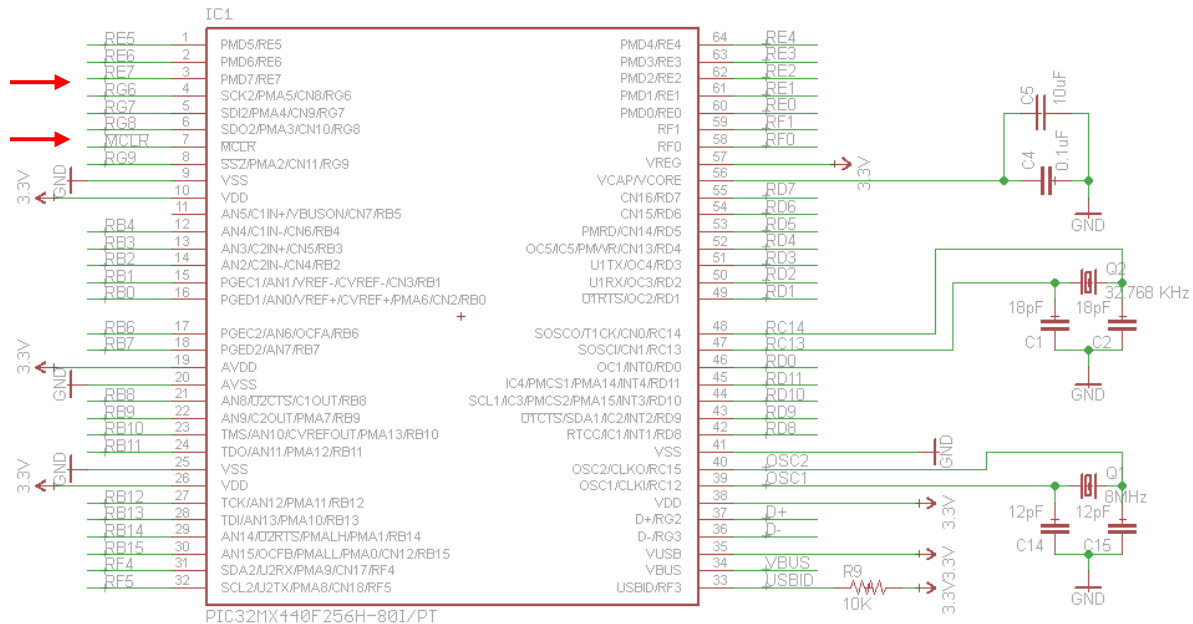 IC1
RE5 1 PMD5/RE5
RE6 2 PMD6/RE6
RE7 3 PMD7/RE7
RG6 4 SCK2/PMA5/CN8/RG6
RG7 5 SDI2/PMA4/CN9/RG7
RG8 6 SDO2/PMA3/CN10/RG8
MCLR 7 MCLR
RG9 8 SS2/PMA2/CN11/RG9
GND 9 VSS
3.3V 10 VDD
11 AN5/C1IN+/VBUSON/CN7/RB5
RB4 12 AN4/C1IN-/CN6/RB4
RB3 13 AN3/C2IN+/CN5/RB3
RB2 14 AN2/C2IN-/CN4/RB2
RB1 15 PGEC1/AN1/VREF-/CVREF-/CN3/RB1
RB0 16 PGED1/AN0/VREF+/CVREF+/PMA6/CN2/RB0
RB6 17 PGEC2/AN6/OCFA/RB6
RB7 18 PGED2/AN7/RB7
3.3V 19 AVDD
GND 20 AVSS
RB8 21 AN8/U2CTS/C1OUT/RB8
RB9 22 AN9/C2OUT/PMA7/RB9
RB10 23 TMS/AN10/CVREFOUT/PMA13/RB10
RB11 24 TDO/AN11/PMA12/RB11
GND 25 VSS
3.3V 26 VDD
RB12 27 TCK/AN12/PMA11/RB12
RB13 28 TDI/AN13/PMA10/RB13
RB14 29 AN14/U2RTS/PMALH/PMA1/RB14
RB15 30 AN15/OCFB/PMALL/PMA0/CN12/RB15
RF4 31 SDA2/U2RX/PMA9/CN17/RF4
RF5 32 SCL2/U2TX/PMA8/CN18/RF5
PIC32MX440F256H-80I/PT
PMD4/RE4 64 RE4
PMD3/RE3 63 RE3
PMD2/RE2 62 RE2
PMD1/RE1 61 RE1
PMD0/RE0 60 RE0
RF1 59 RF1
RF0 58 RF0
VREG 57 3.3V
VCAP/VCORE 56
CN16/RD7 55 RD7
CN15/RD6 54 RD6
PMRD/CN14/RD5 53 RD5
OC5/IC5/PMWR/CN13/RD4 52 RD4
U1TX/OC4/RD3 51 RD3
U1RX/OC3/RD2 50 RD2
U1RTS/OC2/RD1 49 RD1
SOSCO/T1CK/CN0/RC14 48 RC14
SOSCI/CN1/RC13 47 RC13
OC1/INT0/RD0 46 RD0
IC4/PMCS1/PMA14/INT4/RD11 45 RD11
SCL1/IC3/PMCS2/PMA15/INT3/RD10 44 RD10
U1CTS/SDA1/IC2/INT2/RD9 43 RD9
RTCC/IC1/INT1/RD8 42 RD8
VSS 41 GND
OSC2/CLKO/RC15 40 OSC2
OSC1/CLKI/RC12 39 OSC1
VDD 38 3.3V
D+/RG2 37 D+
D-/RG3 36 D-
VUSB 35 3.3V
VBUS 34 VBUS
USBID/RF3 33 USBID
R9
10K
3.3V
C5 10uF
C4 0.1uF
GND
Q2
32.768 KHz
18pF 18pF
C1 C2
GND
Q1
8MHz
12pF 12pF
C14 C15
GND